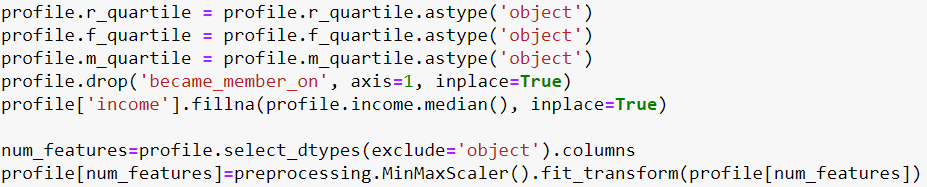 profile.r_quartile = profile.r_quartile.astype('object')
profile.f_quartile = profile.f_quartile.astype('object')
profile.m_quartile = profile.m_quartile.astype('object')
profile.drop('became_member_on', axis=1, inplace=True)
profile['income'].fillna(profile.income.median(), inplace=True)
num_features=profile.select_dtypes(exclude='object').columns
profile[num_features]=preprocessing.MinMaxScaler().fit_transform(profile[num_features])